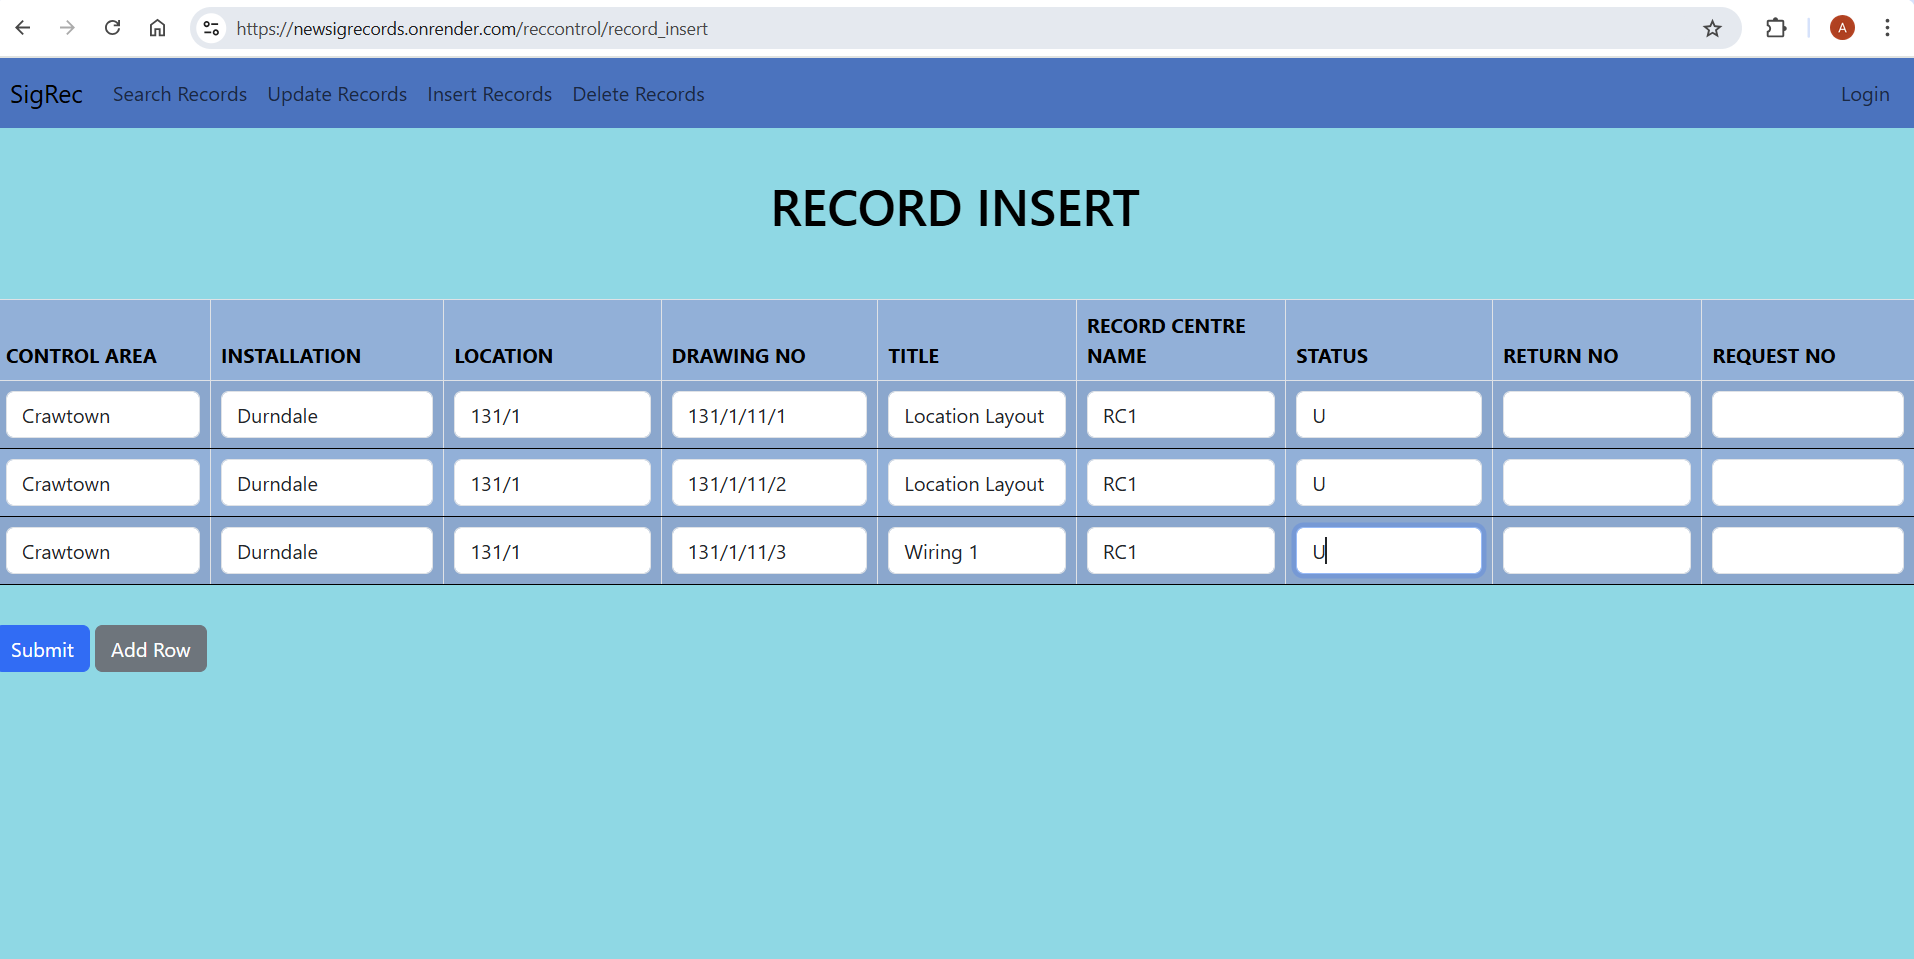 https://newsigrecords.onrender.com/reccontrol/record_insert
A
SigRec Search Records Update Records Insert Records Delete Records Login
RECORD INSERT
CONTROL AREA INSTALLATION LOCATION DRAWING NO TITLE RECORD CENTRE NAME STATUS RETURN NO REQUEST NO
Crawtown Durndale 131/1 131/1/11/1 Location Layout RC1 U
Crawtown Durndale 131/1 131/1/11/2 Location Layout RC1 U
Crawtown Durndale 131/1 131/1/11/3 Wiring 1 RC1 U
Submit Add Row